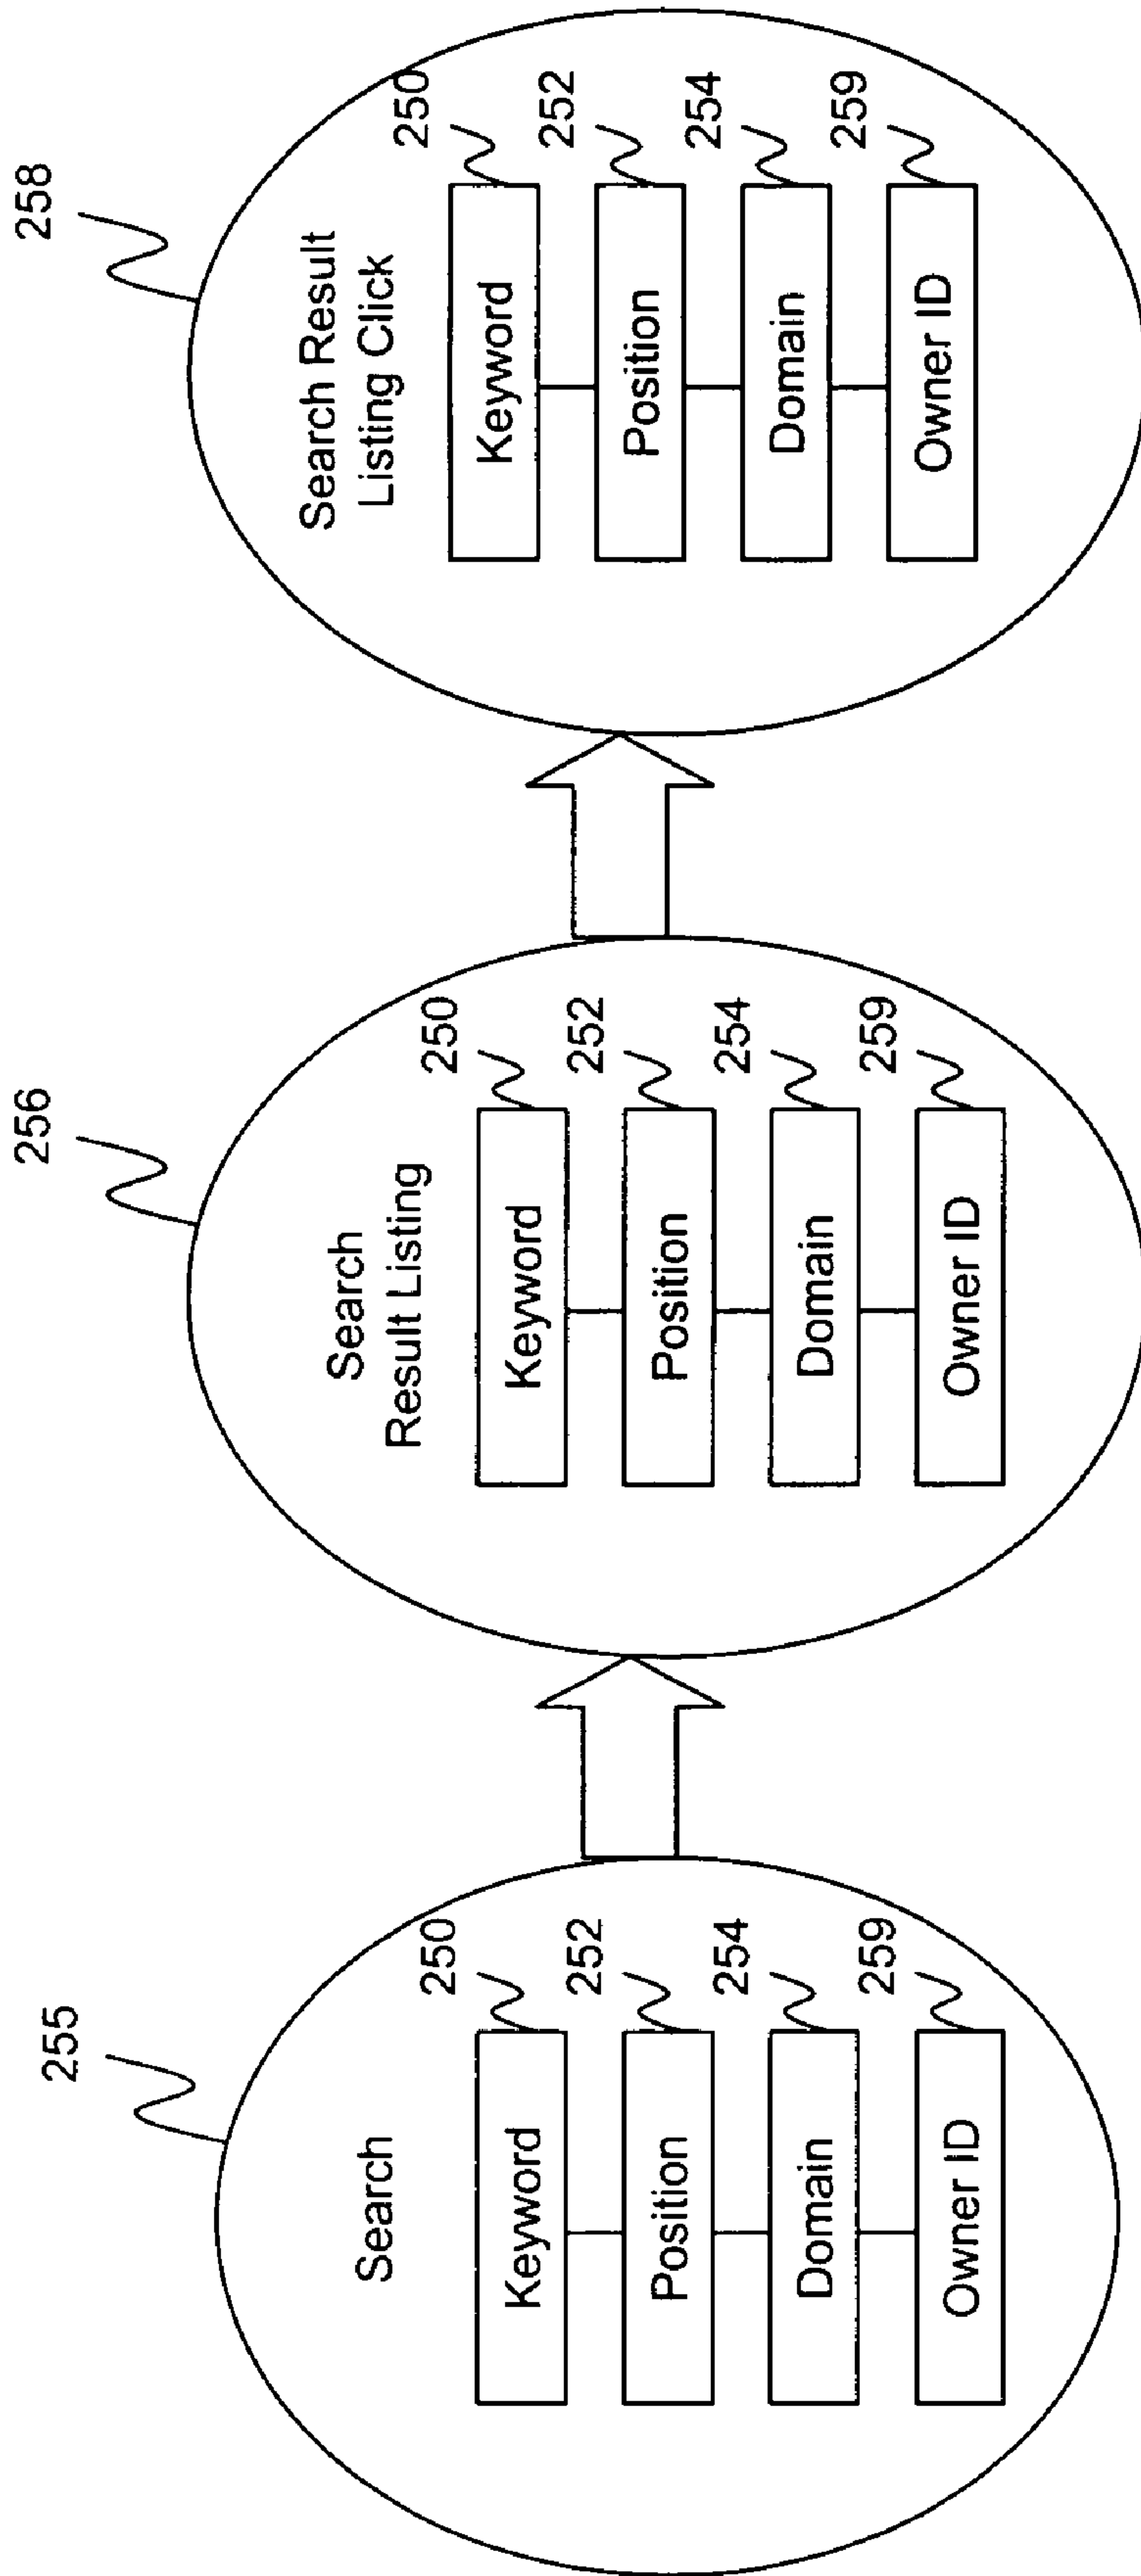 255
Search
250
Keyword
252
Position
254
Domain
259
Owner ID
256
Search
Result Listing
250
Keyword
252
Position
254
Domain
259
Owner ID
258
Search Result
Listing Click
250
Keyword
252
Position
254
Domain
259
Owner ID